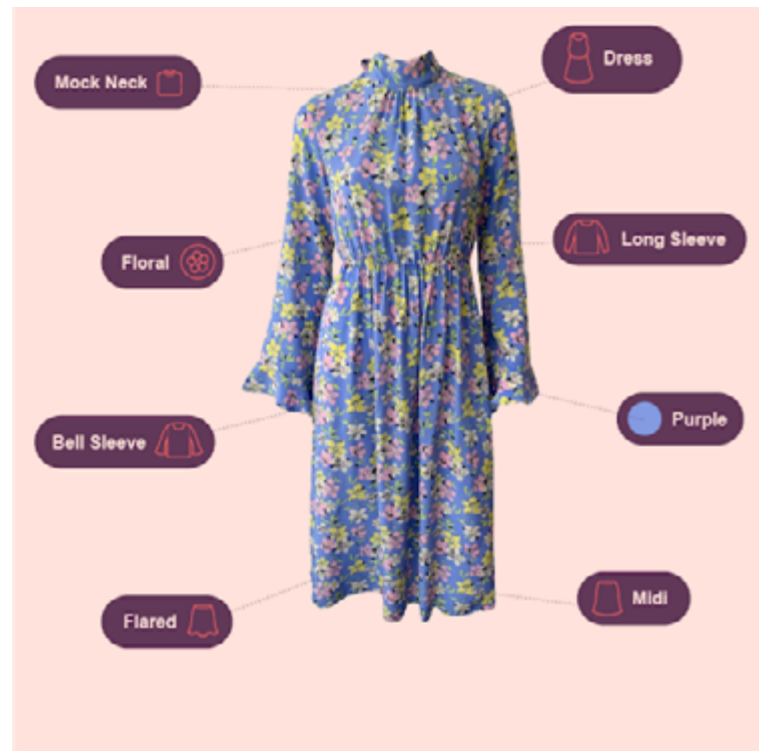 Mock Neck
Dress
Floral
Long Sleeve
Bell Sleeve
Purple
Flared
Midi